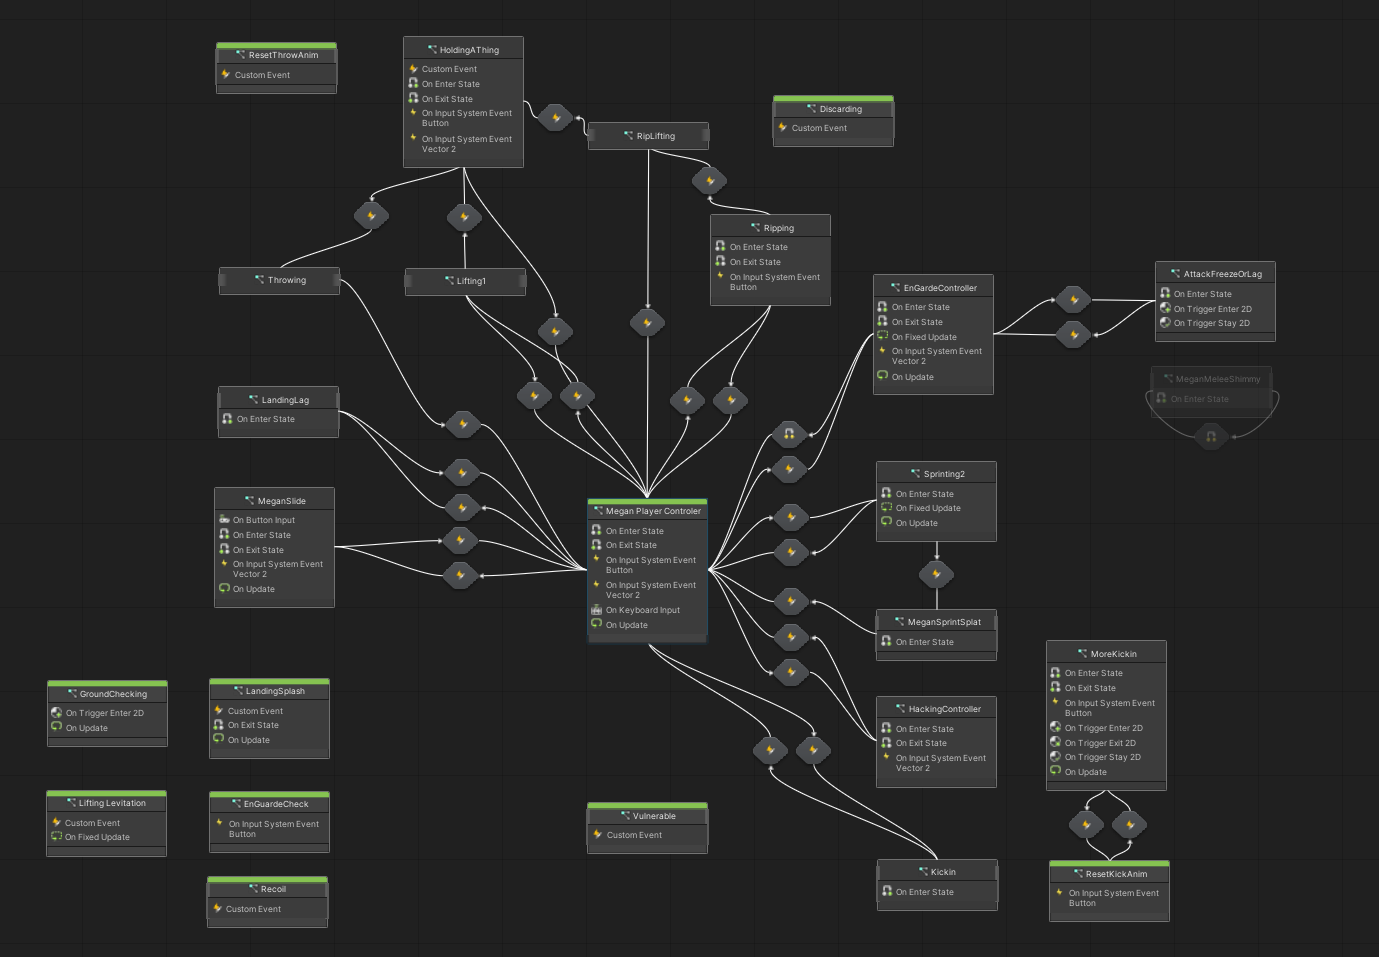 ResetThrowAnim
Custom Event
HoldingAThing
Custom Event
On Enter State
On Exit State
On Input System Event
Button
On Input System Event
Vector 2
RipLifting
Discarding
Custom Event
Ripping
On Enter State
On Exit State
On Input System Event
Button
Throwing
Lifting1
EnGardeController
On Enter State
On Exit State
On Fixed Update
On Input System Event
Vector 2
On Update
AttackFreezeOrLag
On Enter State
On Trigger Enter 2D
On Trigger Stay 2D
MeganMeleeShimmy
On Enter State
LandingLag
On Enter State
MeganSlide
On Button Input
On Enter State
On Exit State
On Input System Event
Vector 2
On Update
Megan Player Controler
On Enter State
On Exit State
On Input System Event
Button
On Input System Event
Vector 2
On Keyboard Input
On Update
Sprinting2
On Enter State
On Fixed Update
On Update
MeganSprintSplat
On Enter State
HackingController
On Enter State
On Exit State
On Input System Event
Vector 2
MoreKickin
On Enter State
On Exit State
On Input System Event
Button
On Trigger Enter 2D
On Trigger Exit 2D
On Trigger Stay 2D
On Update
GroundChecking
On Trigger Enter 2D
On Update
LandingSplash
Custom Event
On Exit State
On Update
Lifting Levitation
Custom Event
On Fixed Update
EnGuardeCheck
On Input System Event
Button
Vulnerable
Custom Event
Recoil
Custom Event
Kickin
On Enter State
ResetKickAnim
On Input System Event
Button